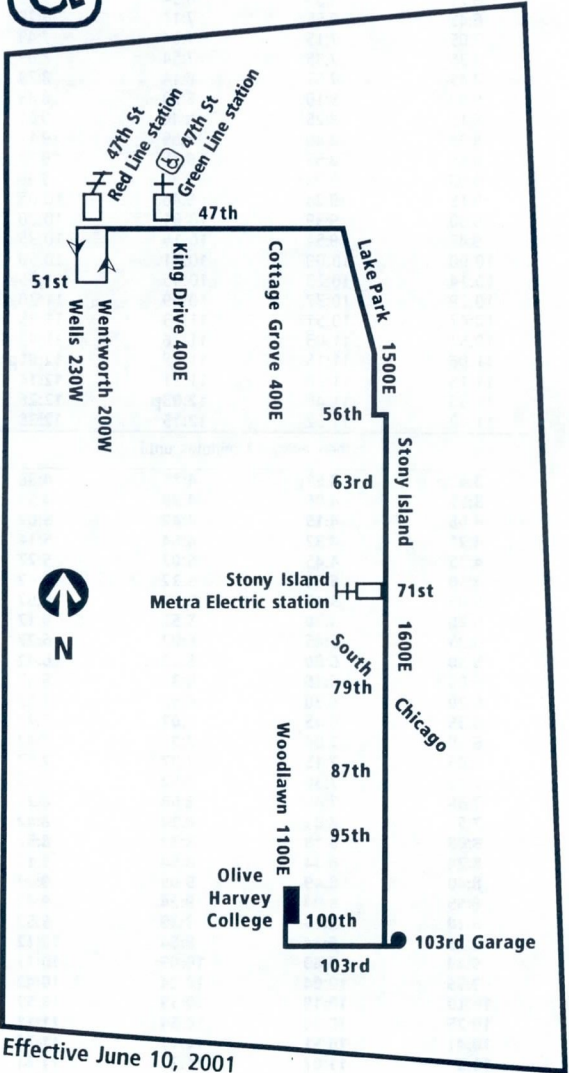 47th St
Red Line station
47th St
Green Line station
47th
51st
Wells 230W
Wentworth 200W
King Drive 400E
Cottage Grove 400E
Lake Park
1500E
56th
Stony Island
63rd
Stony Island
Metra Electric station
71st
1600E
N
South
Chicago
79th
87th
Woodlawn 1100E
95th
Olive
Harvey
College
100th
103rd Garage
103rd
Effective June 10, 2001